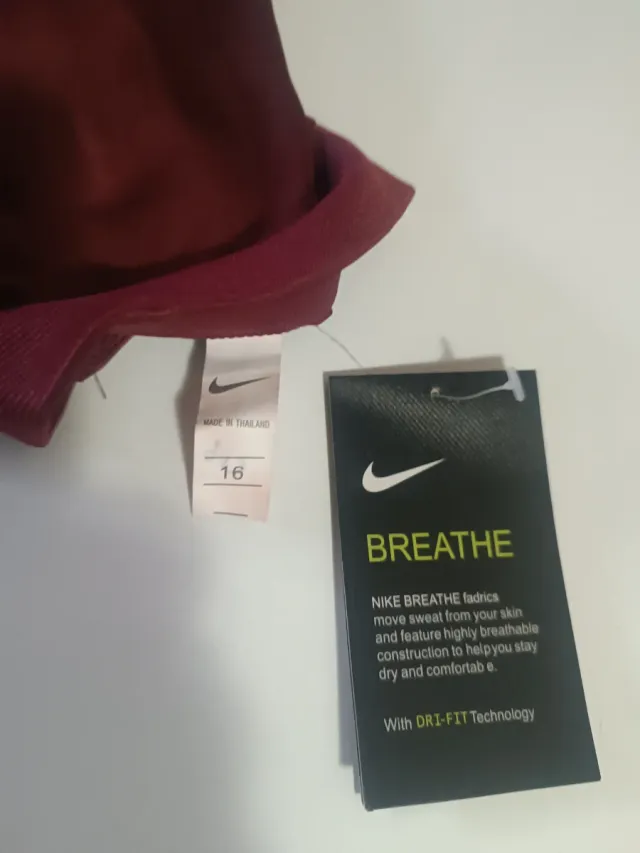 MADE IN THAILAND
16
BREATHE
NIKE BREATHE fadrics
move sweat from your skin
and feature highly breathable
construction to helpyou stay
dry and comfortab e.
With DRI-FIT Technology